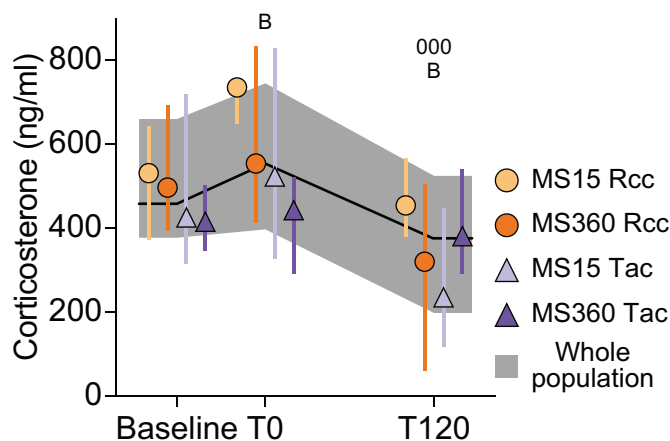 B
000
B
800
600
400
200
0
Corticosterone (ng/ml)
Baseline T0 T120
MS15 Rcc
MS360 Rcc
MS15 Tac
MS360 Tac
Whole
population